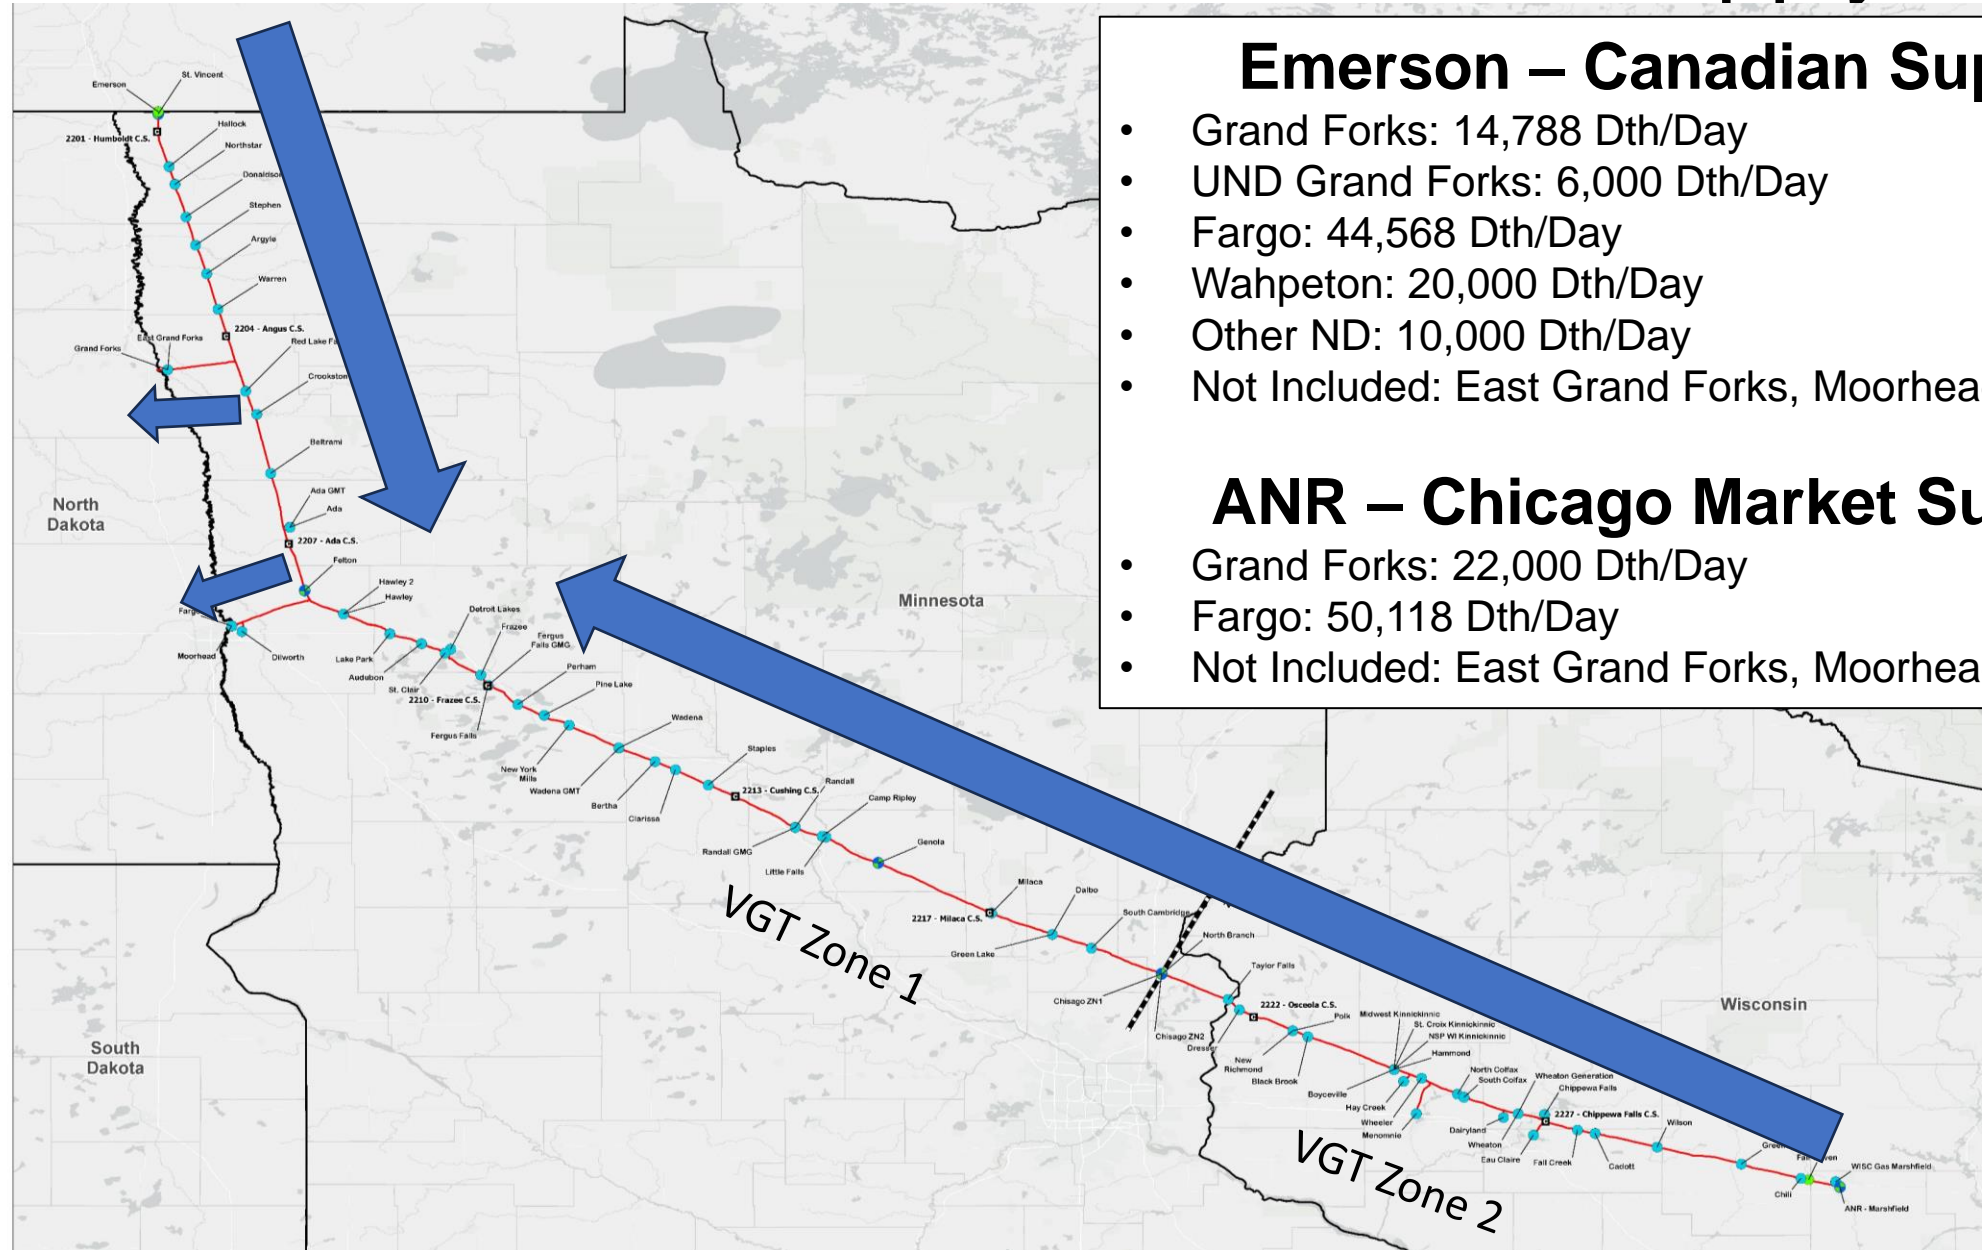 Emerson – Canadian Sup
• Grand Forks: 14,788 Dth/Day
• UND Grand Forks: 6,000 Dth/Day
• Fargo: 44,568 Dth/Day
• Wahpeton: 20,000 Dth/Day
• Other ND: 10,000 Dth/Day
• Not Included: East Grand Forks, Moorhea
ANR – Chicago Market Su
• Grand Forks: 22,000 Dth/Day
• Fargo: 50,118 Dth/Day
• Not Included: East Grand Forks, Moorhea
St. Vincent
Emerson
Hallock
2201 - Humboldt C.S.
Northstar
Donaldson
Stephen
Argyle
Warren
2204 - Angus C.S.
East Grand Forks
Red Lake Fa
Grand Forks
Crookston
Beltrami
Ada GMT
North
Dakota
Ada
2207 - Ada C.S.
Felton
Hawley 2
Hawley
Minnesota
Detroit Lakes
Farg
Frazee
Fergus
Falls GMG
Moorhead
Dilworth
Lake Park
Perham
Audubon
Pine Lake
St. Clair
2210 - Frazee C.S.
Wadena
Fergus Falls
Staples
New York
Mills
Randall
Wadena GMT
2213 - Cushing C.S.
Camp Ripley
Bertha
Clarissa
Genola
Randall GMG
Little Falls
Milaca
Dalbo
VGT Zone 1
2217 - Milaca C.S.
South Cambridge
Green Lake
North Branch
Taylor Falls
Chisago ZN1
2222 - Osceola C.S.
Wisconsin
Polk
Midwest Kinnickinnic
St. Croix Kinnickinnic
NSP WI Kinnickinnic
Chisago ZN2
Dresser
South
Dakota
Hammond
New
Richmond
North Colfax
South Colfax
Wheaton Generation
Black Brook
Chippewa Falls
Boyceville
Hay Creek
2227 - Chippewa Falls C.S.
Wheeler
Wilson
Menomnie
Dairyland
Wheaton
Eau Claire
Fall Creek
Cadott
Green
Fai
ven
WISC Gas Marshfield
VGT Zone 2
Chili
ANR - Marshfield